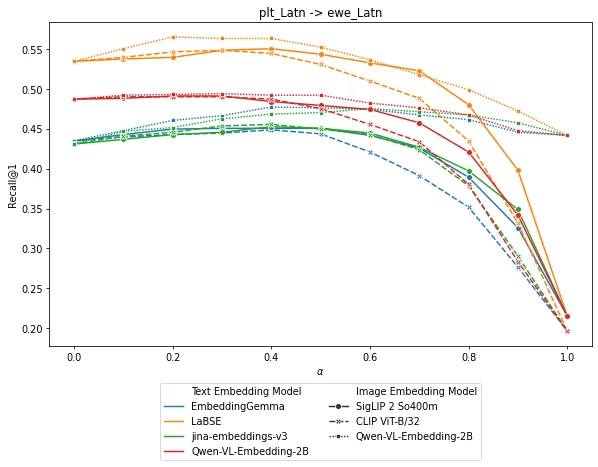 plt_Latn -> ewe_Latn
0.55
0.50
0.45
0.40
0.35
0.30
0.25
0.20
Recall@1
0.0 0.2 0.4 0.6 0.8 1.0
α
Text Embedding Model
EmbeddingGemma
LaBSE
jina-embeddings-v3
Qwen-VL-Embedding-2B
Image Embedding Model
SigLIP 2 So400m
CLIP ViT-B/32
Qwen-VL-Embedding-2B